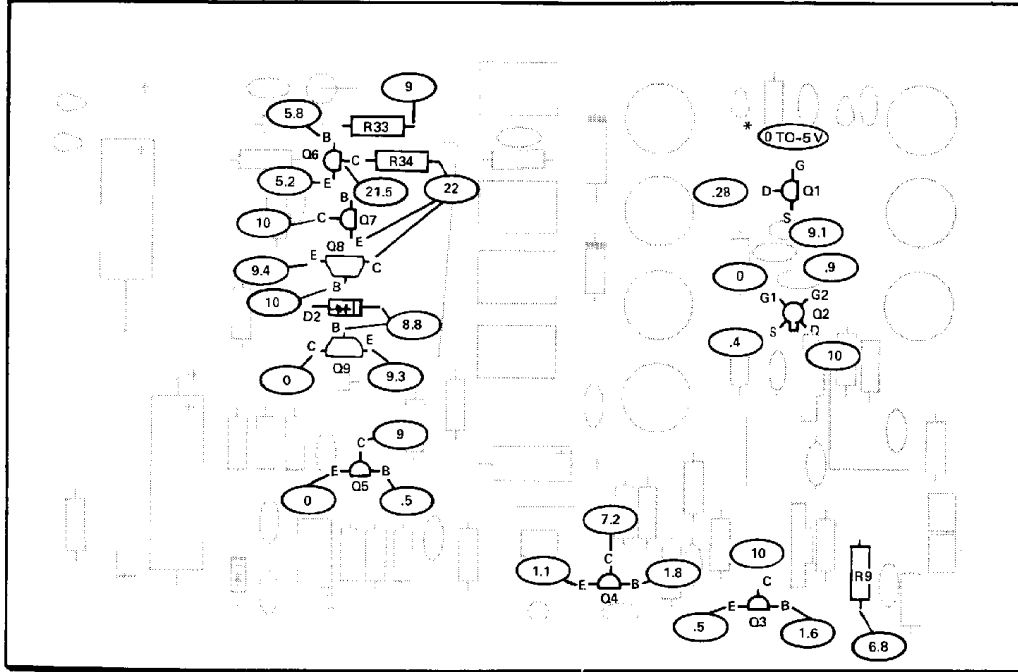 9
5.8
B
R33
* 0 TO-5 V
Q6
C
R34
G
E
5.2
21.5
22
.28
D
Q1
B
S
10
C
Q7
E
9.1
Q8
E
C
9.4
0
.9
B
G1
G2
10
D2
Q2
8.8
B
S
D
C
E
.4
10
Q9
0
9.3
9
C
E
B
Q5
0
.5
7.2
10
C
1.1
1.8
E
B
C
R9
Q4
E
B
.5
Q3
1.6
6.8